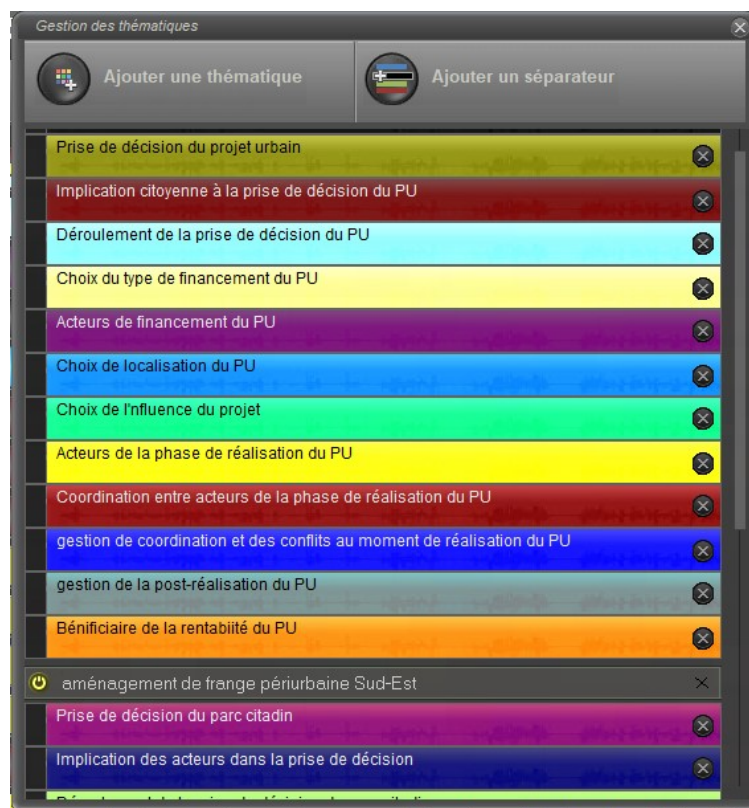 Gestion des thématiques
Ajouter une thématique
Ajouter un séparateur
Prise de décision du projet urbain
Implication citoyenne à la prise de décision du PU
Déroulement de la prise de décision du PU
Choix du type de financement du PU
Acteurs de financement du PU
Choix de localisation du PU
Choix de l'nfluence du projet
Acteurs de la phase de réalisation du PU
Coordination entre acteurs de la phase de réalisation du PU
gestion de coordination et des conflits au moment de réalisation du PU
gestion de la post-réalisation du PU
Bénificiaire de la rentabiité du PU
aménagement de frange périurbaine Sud-Est
Prise de décision du parc citadin
Implication des acteurs dans la prise de décision